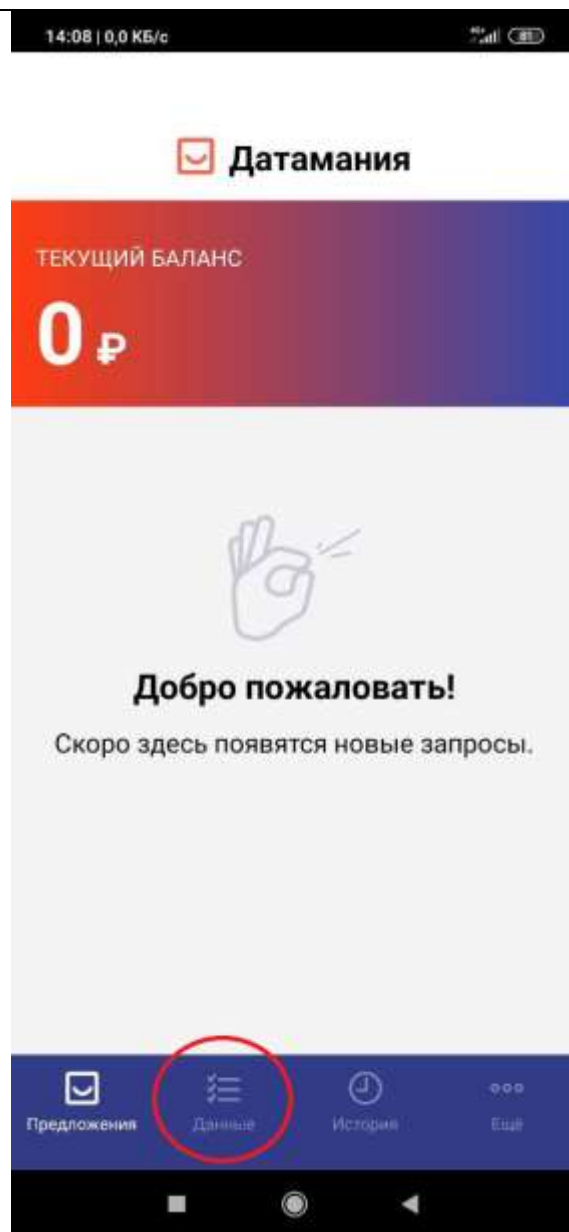 14:08 | 0,0 КБ/с
81
Датамания
ТЕКУЩИЙ БАЛАНС
0 ₽
Добро пожаловать!
Скоро здесь появятся новые запросы.
Предложения Данные История Ещё